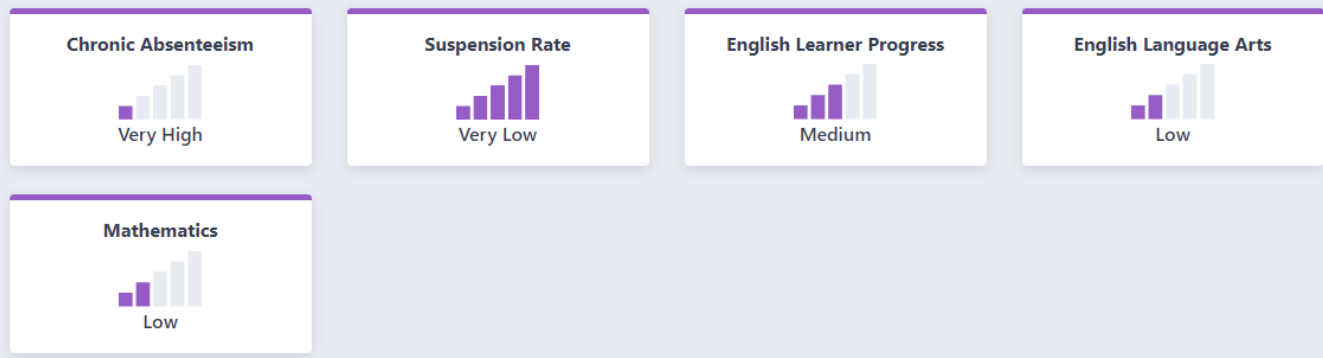 Chronic Absenteeism
Very High
Suspension Rate
Very Low
English Learner Progress
Medium
English Language Arts
Low
Mathematics
Low